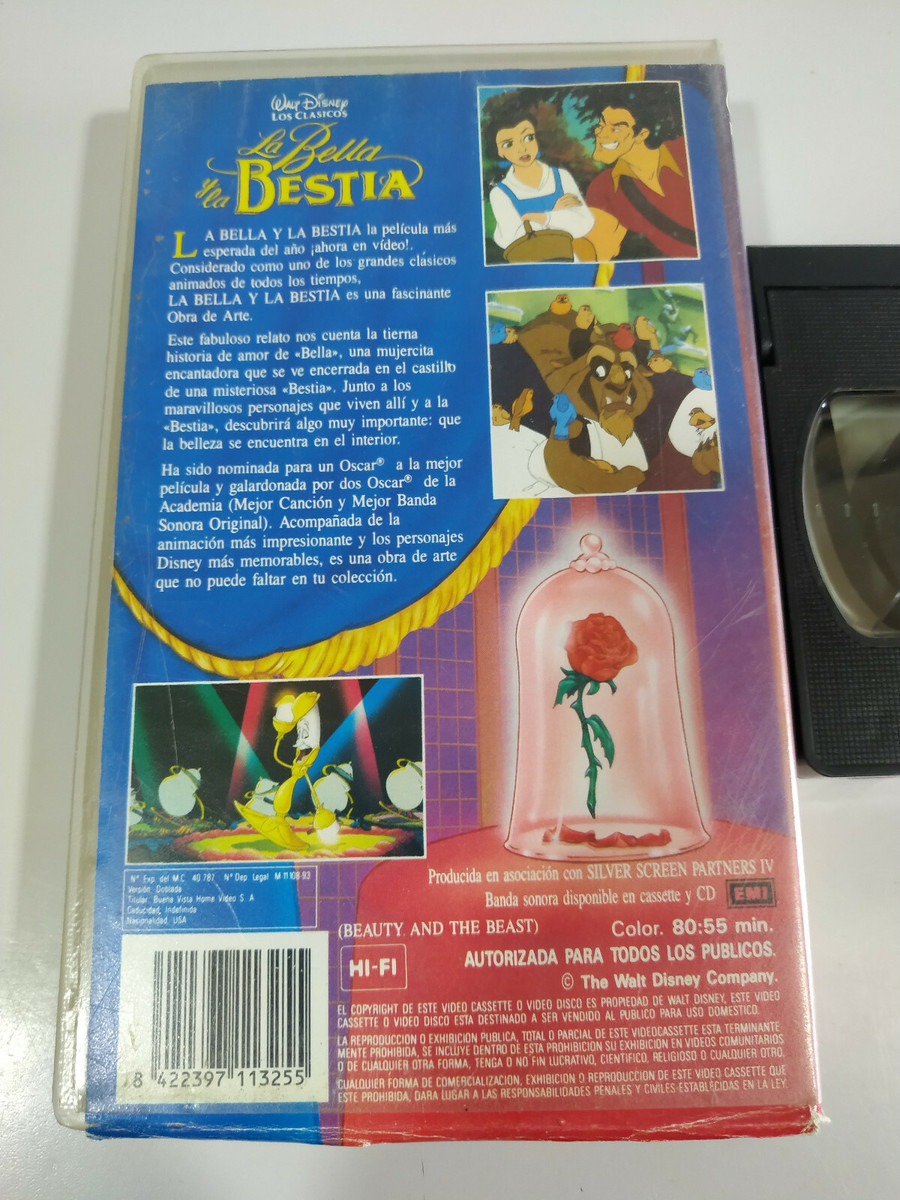 WALT DISNEY
LOS CLASICOS
La Bella
y la BESTIA
LA BELLA Y LA BESTIA la película más
esperada del año ¡ahora en vídeo!.
Considerado como uno de los grandes clásicos
animados de todos los tiempos,
LA BELLA Y LA BESTIA es una fascinante
Obra de Arte.
Este fabuloso relato nos cuenta la tierna
historia de amor de «Bella», una mujercita
encantadora que se ve encerrada en el castillo
de una misteriosa «Bestia». Junto a los
maravillosos personajes que viven allí y a la
«Bestia», descubrirá algo muy importante: que
la belleza se encuentra en el interior.
Ha sido nominada para un Oscar® a la mejor
película y galardonada por dos Oscar® de la
Academia (Mejor Canción y Mejor Banda
Sonora Original). Acompañada de la
animación más impresionante y los personajes
Disney más memorables, es una obra de arte
que no puede faltar en tu colección.
Producida en asociación con SILVER SCREEN PARTNERS IV
Banda sonora disponible en cassette y CD EMI
Nº Exp. del M.C. 40.787 Nº Dep. Legal M 11108-93
Versión: Doblada
Titular: Buena Vista Home Video S. A
Caducidad: Indefinida
Nacionalidad: USA
(BEAUTY AND THE BEAST) Color. 80:55 min.
HI-FI
AUTORIZADA PARA TODOS LOS PUBLICOS.
© The Walt Disney Company.
EL COPYRIGHT DE ESTE VIDEO CASSETTE O VIDEO DISCO ES PROPIEDAD DE WALT DISNEY, ESTE VIDEO
CASSETTE O VIDEO DISCO ESTA DESTINADO A SER VENDIDO AL PUBLICO PARA USO DOMESTICO.
LA REPRODUCCION O EXHIBICION PUBLICA, TOTAL O PARCIAL DE ESTE VIDEOCASSETTE ESTA TERMINANTE-
MENTE PROHIBIDA, SE INCLUYE DENTRO DE ESTA PROHIBICION SU EXHIBICION EN VIDEOS COMUNITARIOS
O DE CUALQUIER OTRA FORMA, TENGA O NO FIN LUCRATIVO, CIENTIFICO, RELIGIOSO O CUALQUIER OTRO.
CUALQUIER FORMA DE COMERCIALIZACION, EXHIBICION O REPRODUCCION DE ESTE VIDEO CASSETTE QUE
ESTE PROHIBIDA, DARA LUGAR A LAS RESPONSABILIDADES PENALES Y CIVILES ESTABLECIDAS EN LA LEY.
8 422397 113255